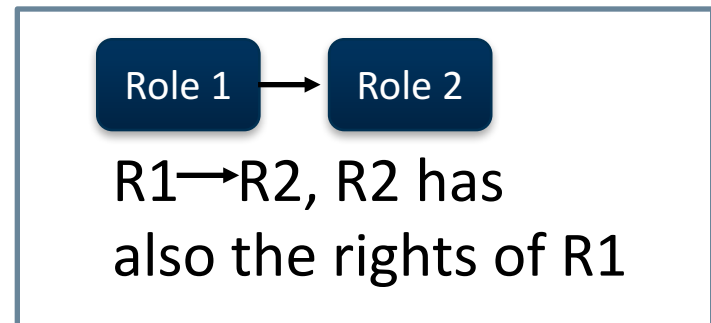 Role 1 Role 2
R1→R2, R2 has
also the rights of R1